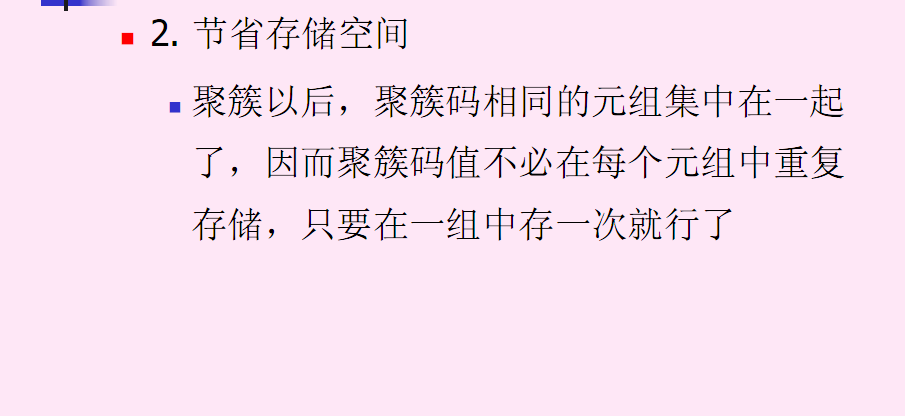 2. 节省存储空间
聚簇以后，聚簇码相同的元组集中在一起
了，因而聚簇码值不必在每个元组中重复
存储，只要在一组中存一次就行了